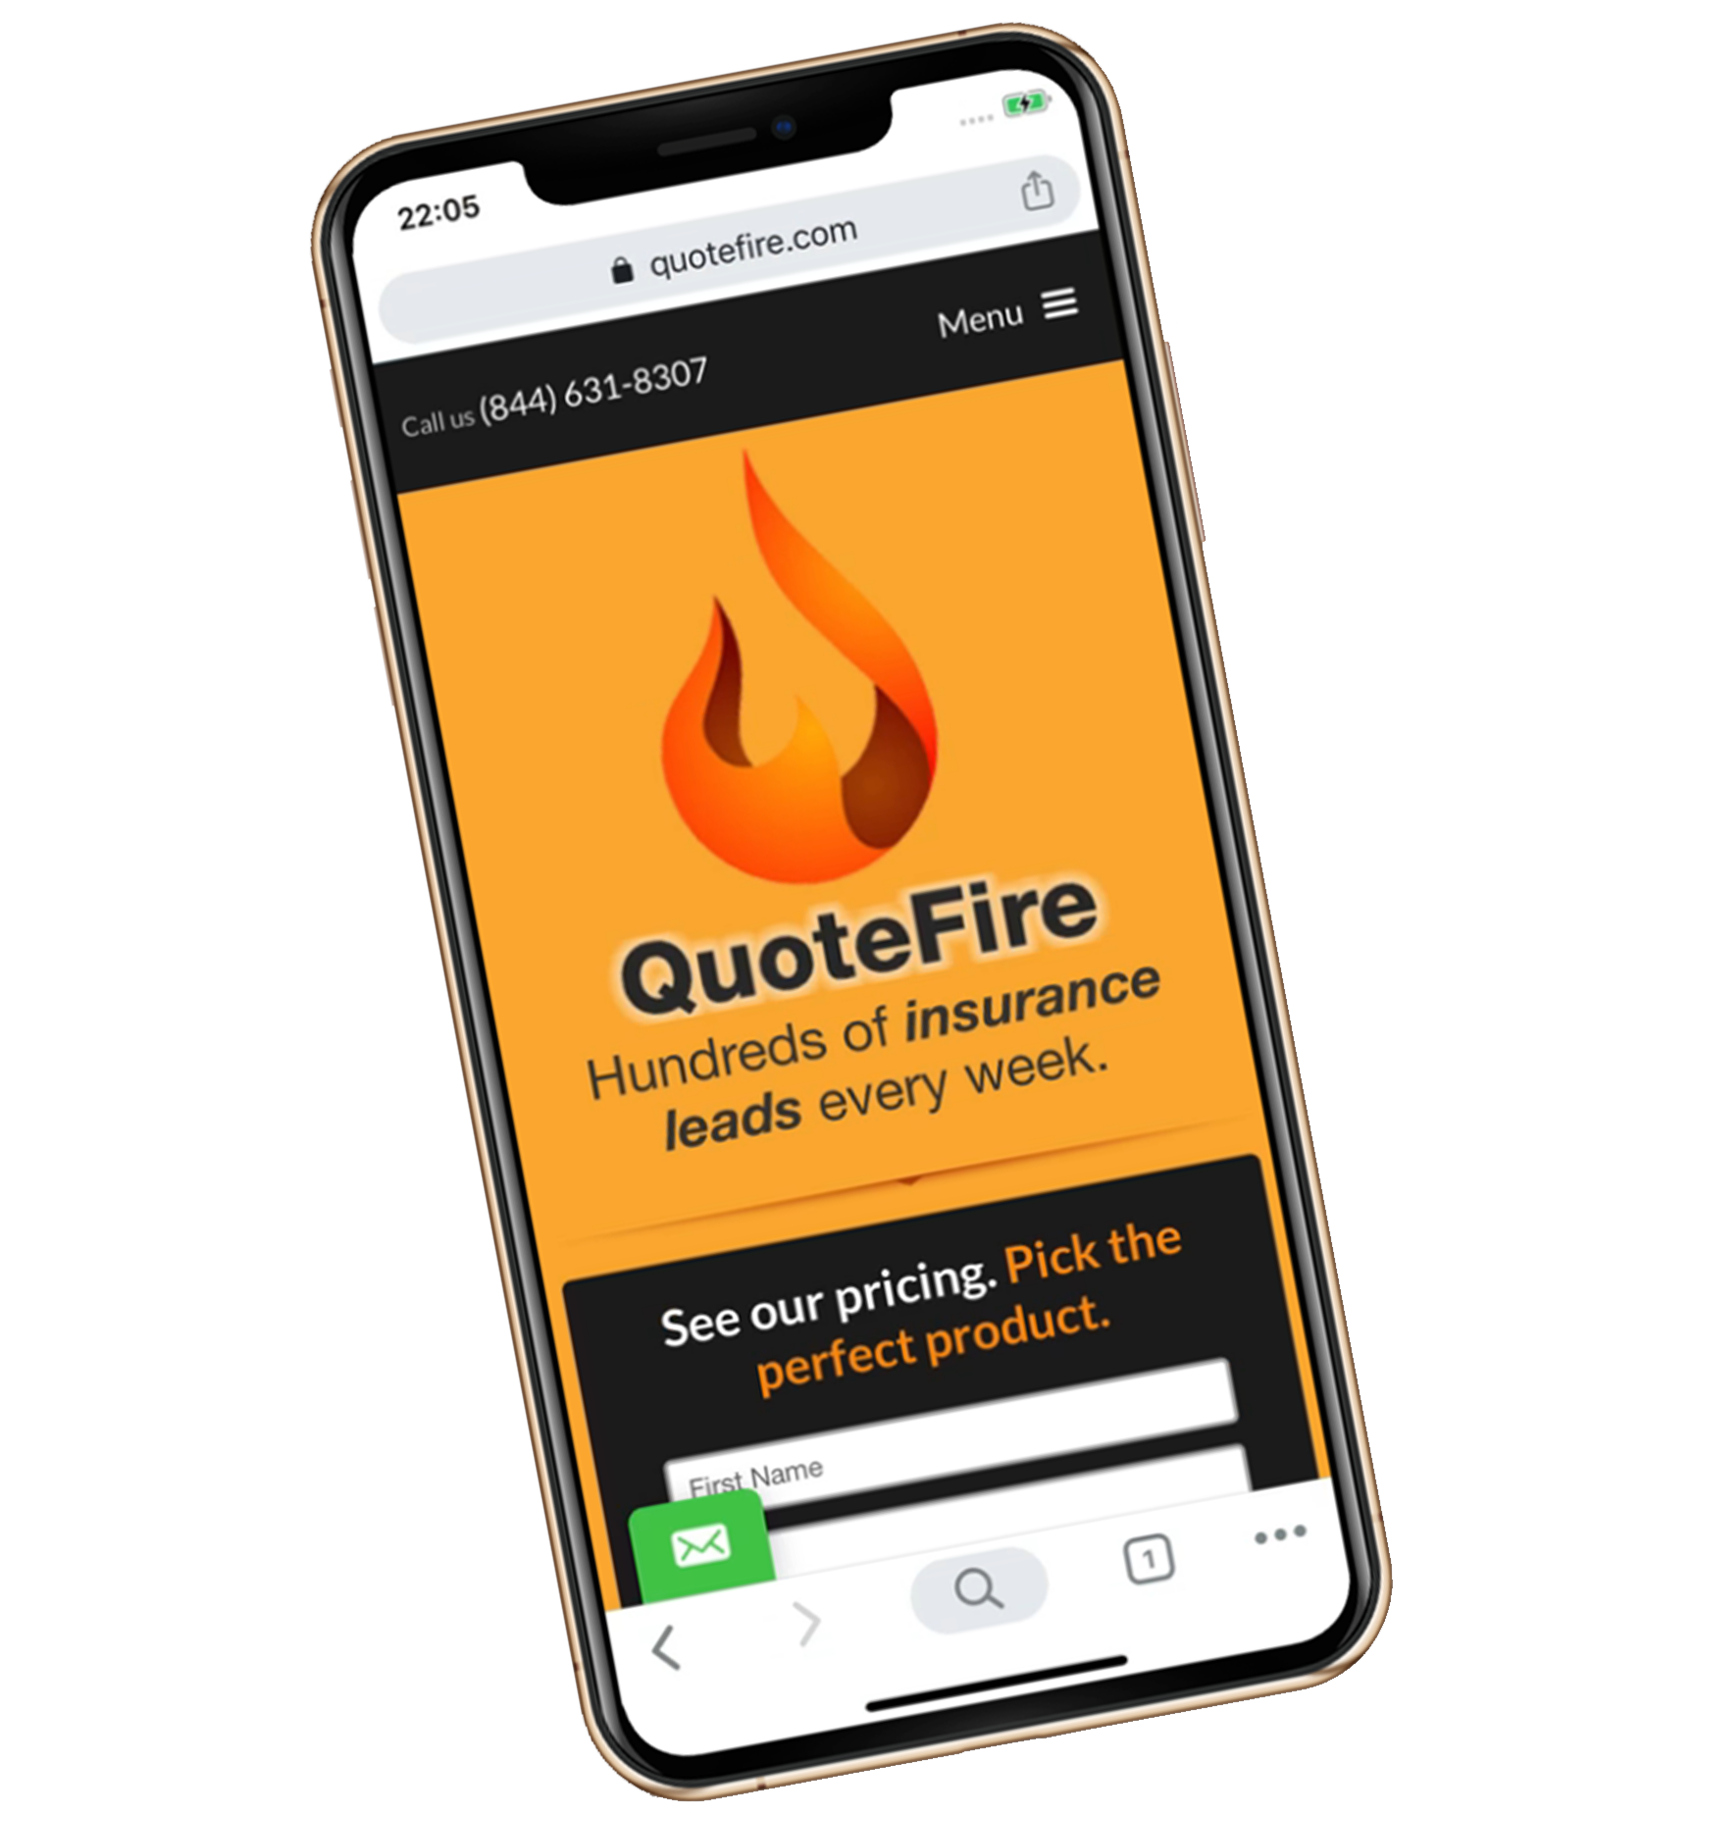 22:05
quotefire.com
Call us (844) 631-8307
Menu
QuoteFire
Hundreds of insurance
leads every week.
See our pricing. Pick the
perfect product.
First Name
1